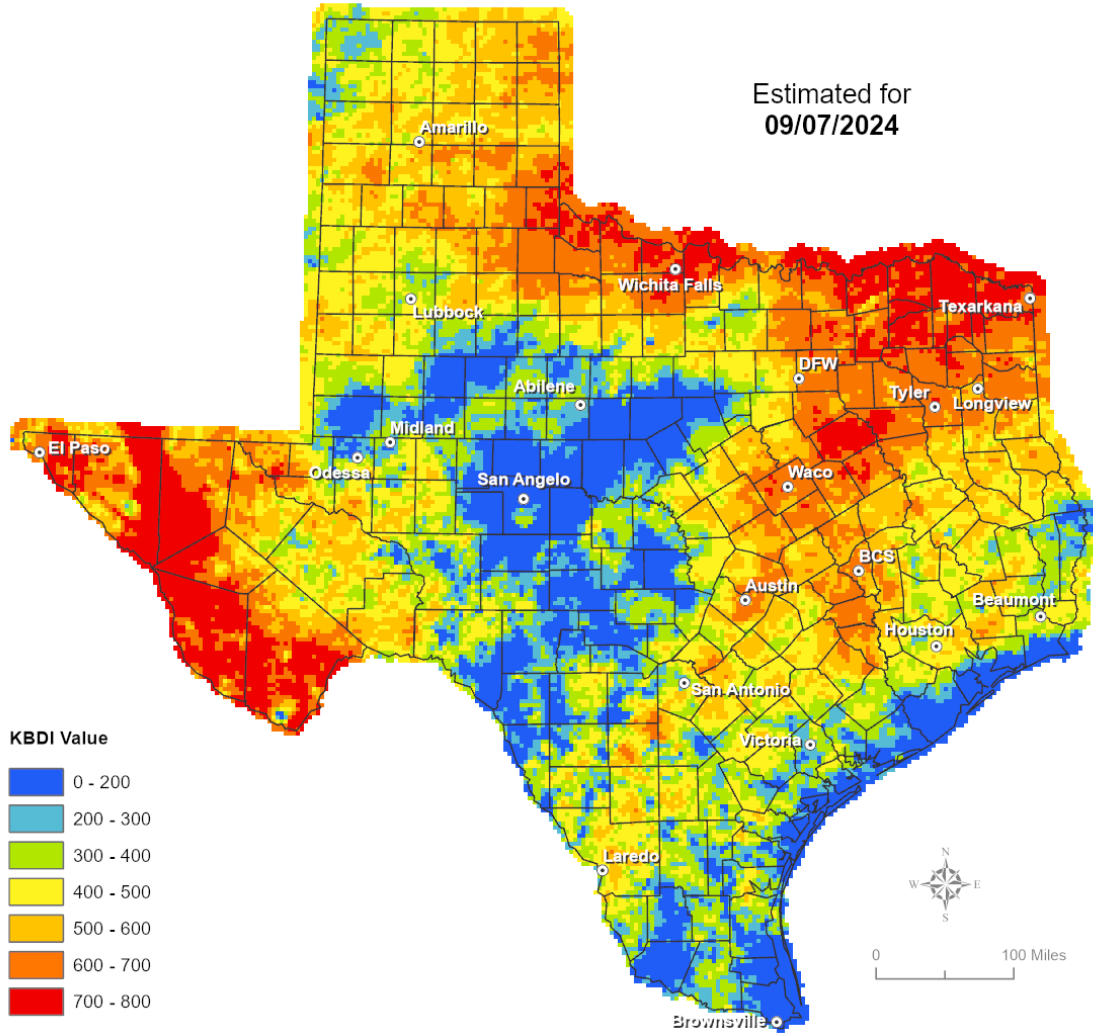 Estimated for
09/07/2024
Amarillo
Wichita Falls
Lubbock
Texarkana
DFW
Abilene
Tyler
Longview
Midland
El Paso
Odessa
San Angelo
Waco
BCS
Austin
Beaumont
Houston
San Antonio
Victoria
Laredo
Brownsville
KBDI Value
0 - 200
200 - 300
300 - 400
400 - 500
500 - 600
600 - 700
700 - 800
N
W E
S
0 100 Miles